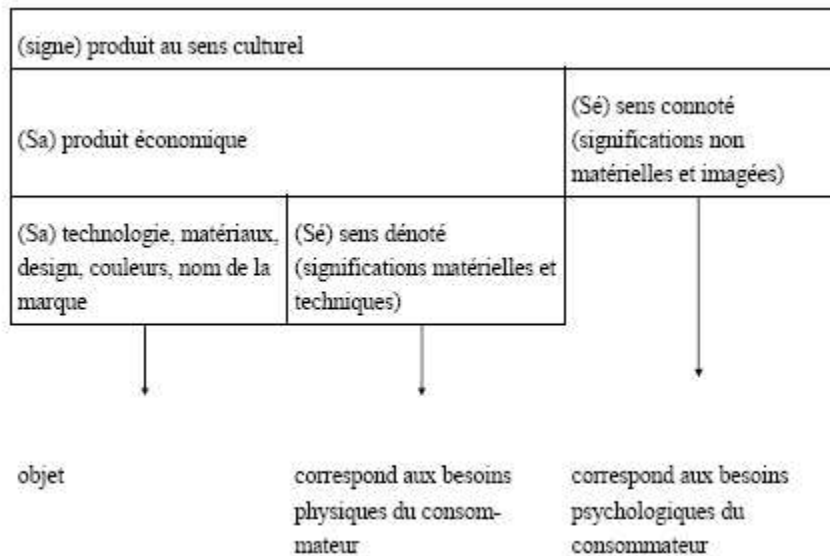 (signe) produit au sens culturel
(Sa) produit économique
(Sé) sens connoté
(significations non
matérielles et imagées)
(Sa) technologie, matériaux,
design, couleurs, nom de la
marque
(Sé) sens dénoté
(significations matérielles et
techniques)
objet
correspond aux besoins
physiques du consom-
mateur
correspond aux besoins
psychologiques du
consommateur